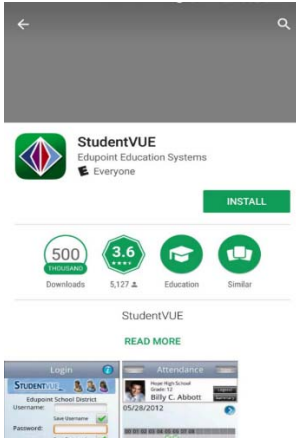 StudentVUE
Edupoint Education Systems
E Everyone
INSTALL
500
THOUSAND
3.6
Downloads
5,127
Education
Similar
StudentVUE
READ MORE
Login
STUDENTVUE
Edupoint School District
Username:
Save Username
Password:
Attendance
Hope High School
Grade: 12
Billy C. Abbott
05/28/2012